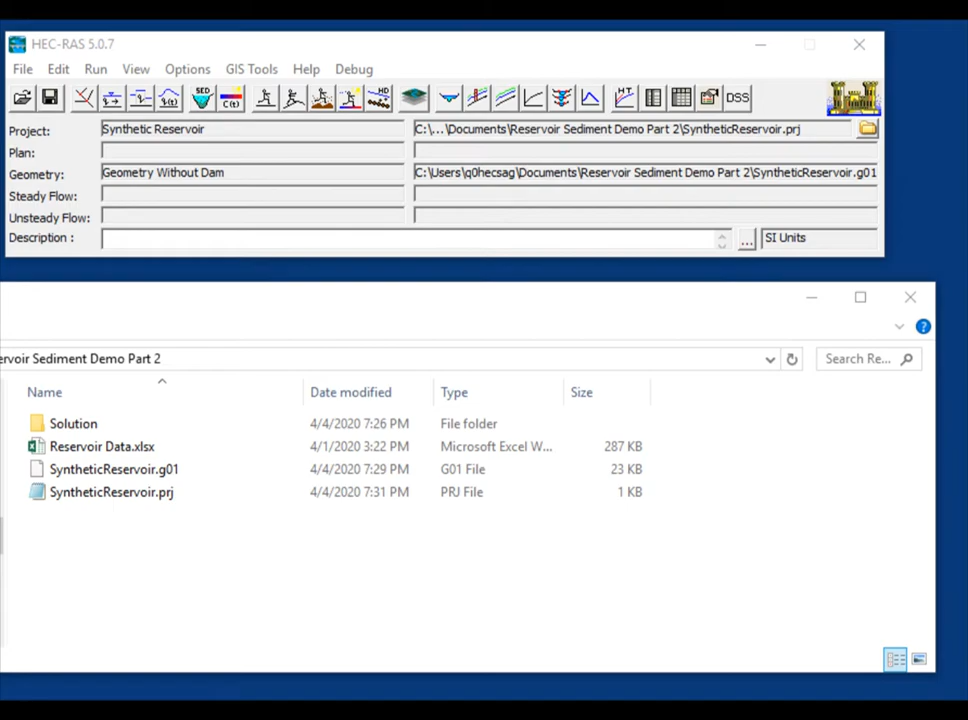 HEC-RAS 5.0.7
File Edit Run View Options GIS Tools Help Debug
SED C(t) HD HT DSS
Project: Synthetic Reservoir C:\...\Documents\Reservoir Sediment Demo Part 2\SyntheticReservoir.prj
Plan:
Geometry: Geometry Without Dam C:\Users\q0hecsag\Documents\Reservoir Sediment Demo Part 2\SyntheticReservoir.g01
Steady Flow:
Unsteady Flow:
Description : ... SI Units
ervoir Sediment Demo Part 2 Search Re...
Name Date modified Type Size
Solution 4/4/2020 7:26 PM File folder
Reservoir Data.xlsx 4/1/2020 3:22 PM Microsoft Excel W... 287 KB
SyntheticReservoir.g01 4/4/2020 7:29 PM G01 File 23 KB
SyntheticReservoir.prj 4/4/2020 7:31 PM PRJ File 1 KB